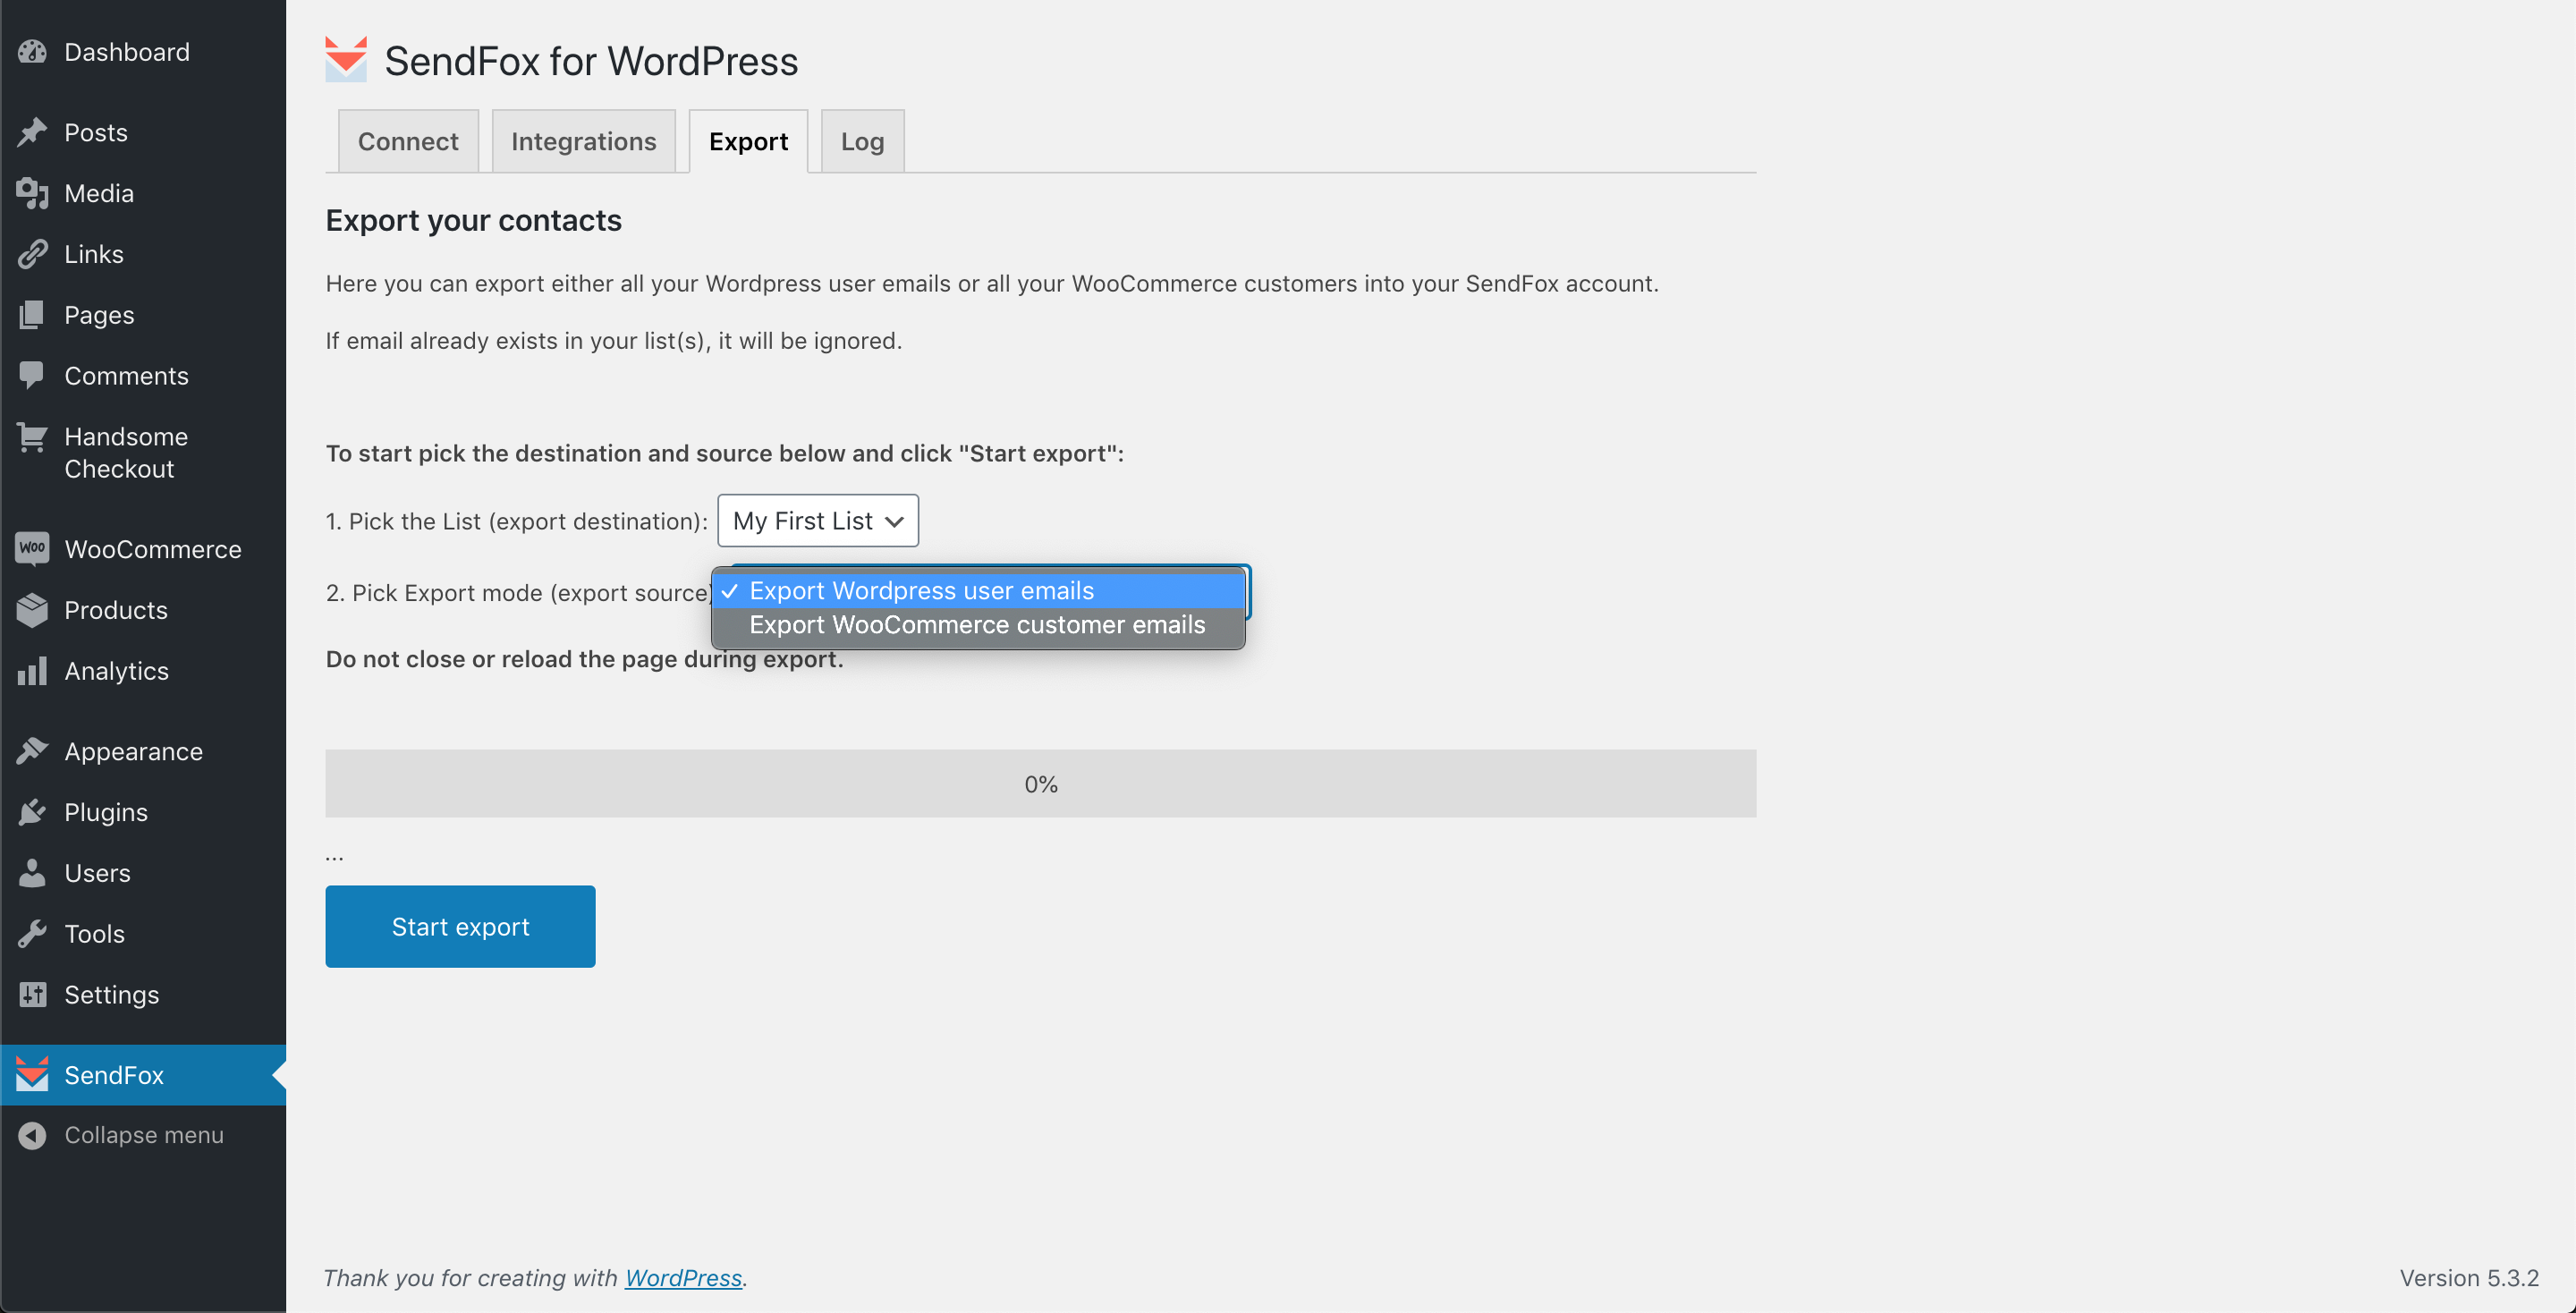 Dashboard
Posts
Media
Links
Pages
Comments
Handsome
Checkout
Woo
WooCommerce
Products
Analytics
Appearance
Plugins
Users
Tools
Settings
SendFox
Collapse menu
SendFox for WordPress
Connect
Integrations
Export
Log
Export your contacts
Here you can export either all your Wordpress user emails or all your WooCommerce customers into your SendFox account.
If email already exists in your list(s), it will be ignored.
To start pick the destination and source below and click "Start export":
1. Pick the List (export destination): My First List
2. Pick Export mode (export source)
✓ Export Wordpress user emails
Export WooCommerce customer emails
Do not close or reload the page during export.
0%
...
Start export
Thank you for creating with WordPress.
Version 5.3.2